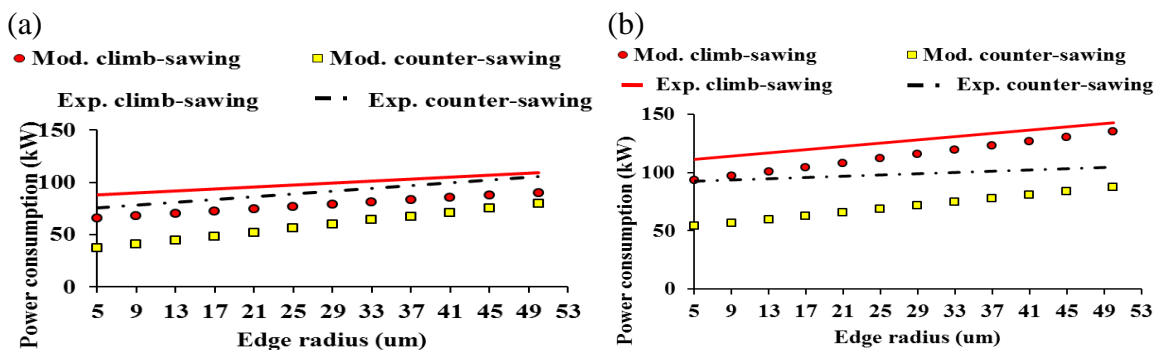 (a)
Mod. climb-sawing Mod. counter-sawing
Exp. climb-sawing Exp. counter-sawing
Power consumption (kW)
150
100
50
0
5 9 13 17 21 25 29 33 37 41 45 49 53
Edge radius (um)
(b)
Mod. climb-sawing Mod. counter-sawing
Exp. climb-sawing Exp. counter-sawing
Power consumption (kW)
150
100
50
0
5 9 13 17 21 25 29 33 37 41 45 49 53
Edge radius (um)